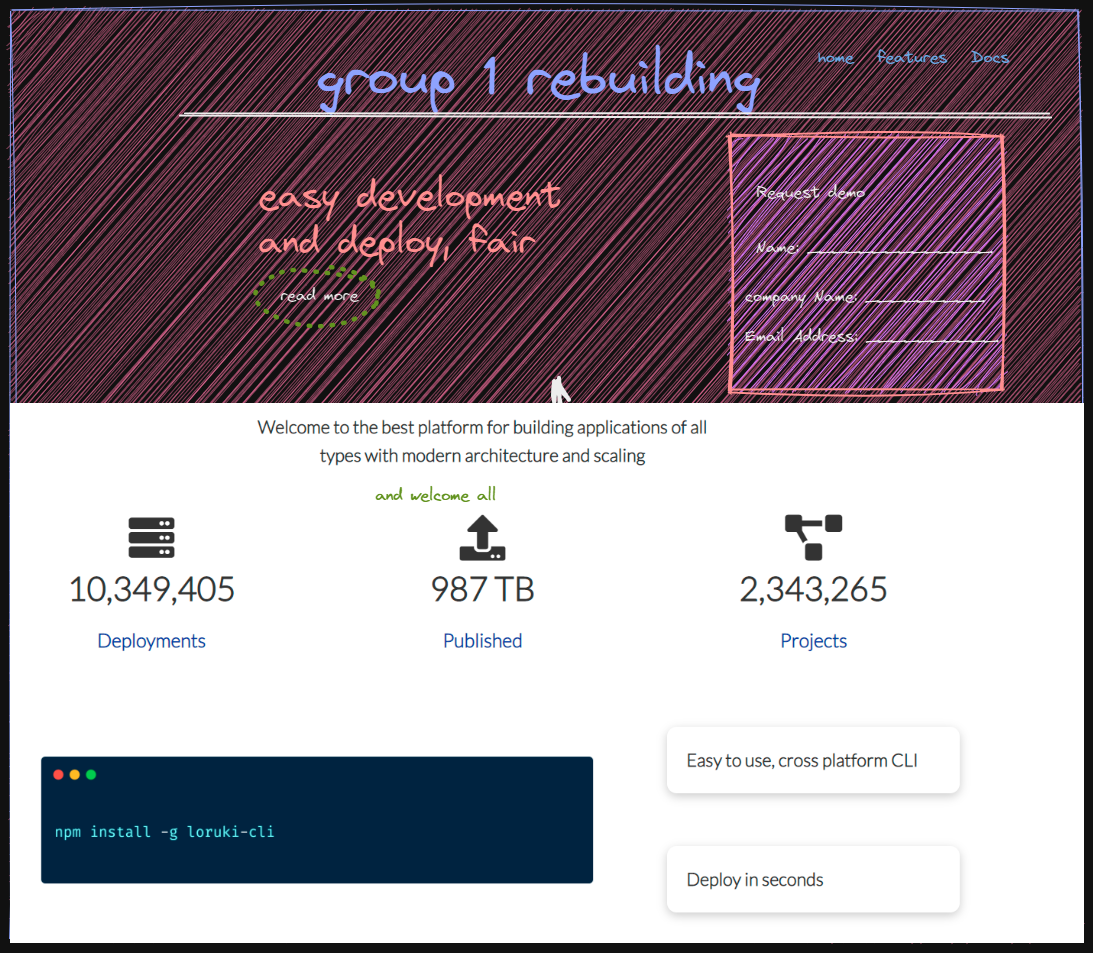 group 1 rebuilding
home features Docs
easy development
and deploy, fair
read more
Request demo
Name: ____________________
company Name: _____________
Email Address: ______________
Welcome to the best platform for building applications of all
types with modern architecture and scaling
and welcome all
10,349,405
Deployments
987 TB
Published
2,343,265
Projects
npm install -g loruki-cli
Easy to use, cross platform CLI
Deploy in seconds